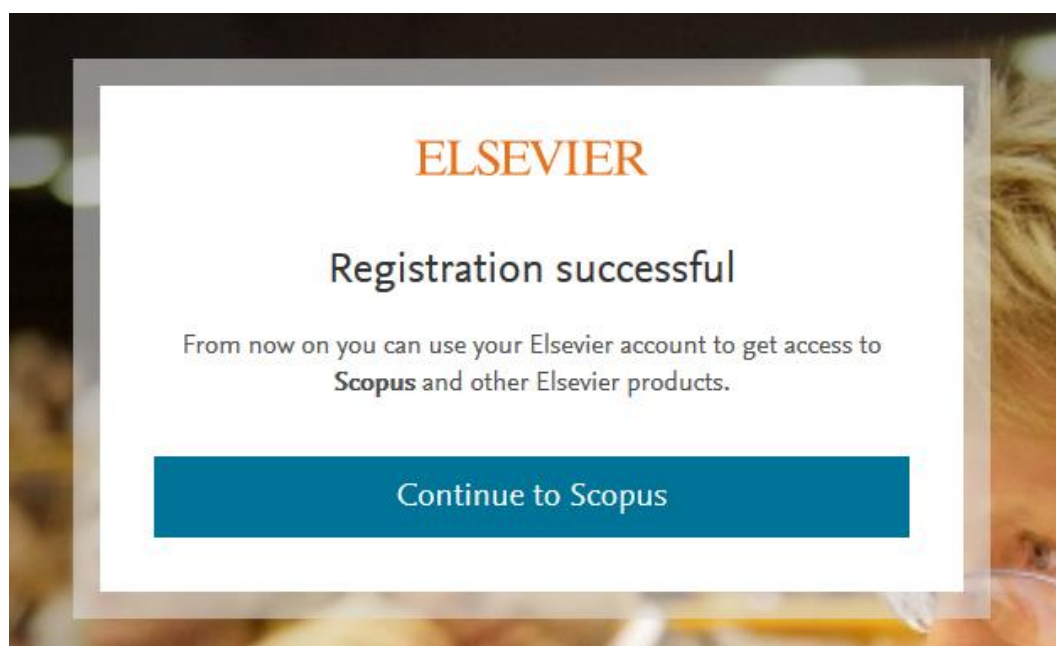 ELSEVIER
Registration successful
From now on you can use your Elsevier account to get access to
Scopus and other Elsevier products.
Continue to Scopus